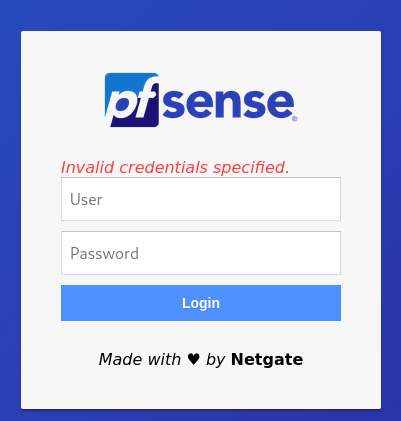 pfsense®
Invalid credentials specified.
User
Password
Login
Made with ♥ by Netgate